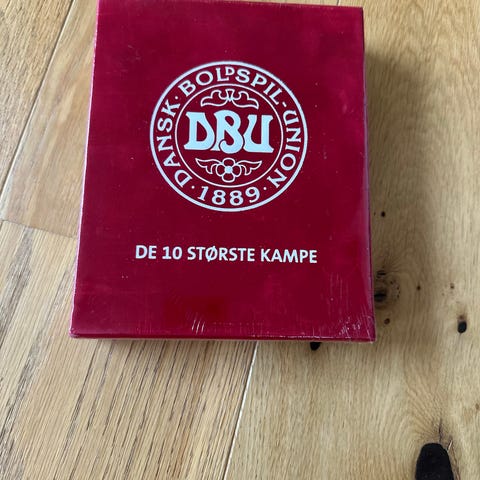 DANSK · BOLDSPIL-UNION
DBU
· 1889 ·
DE 10 STØRSTE KAMPE